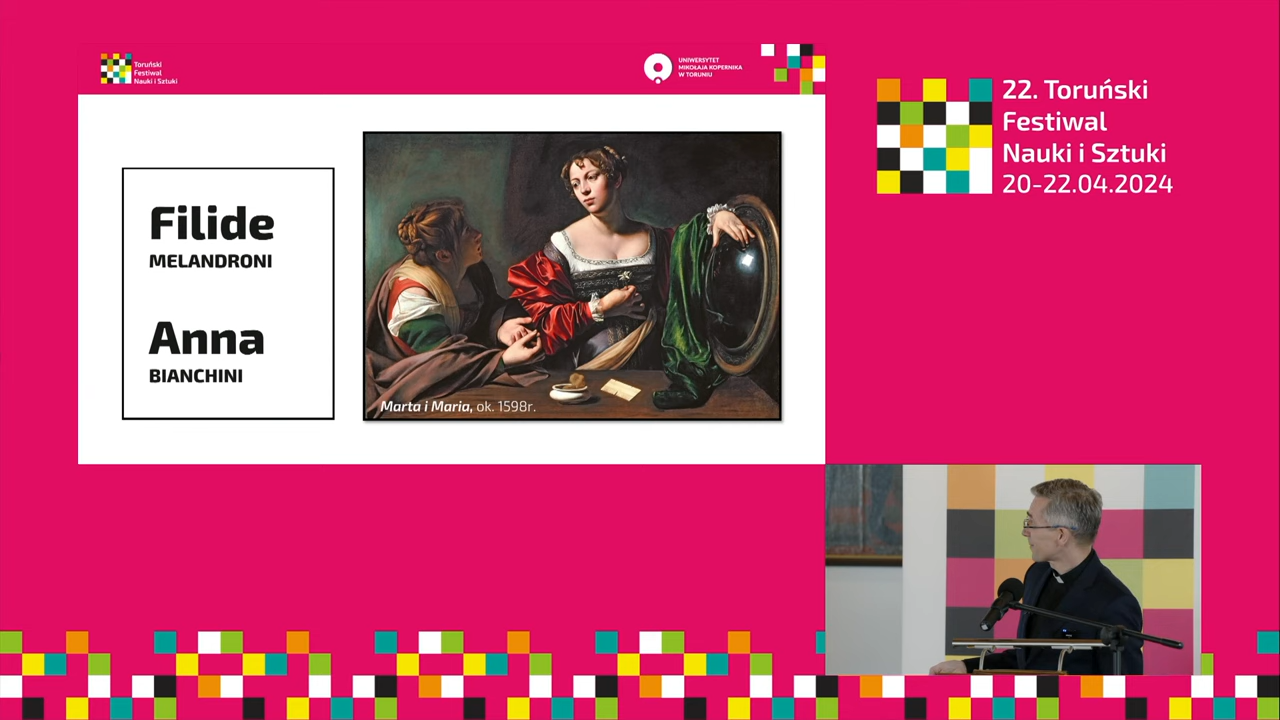 Toruński
Festiwal
Nauki i Sztuki
UNIWERSYTET
MIKOŁAJA KOPERNIKA
W TORUNIU
Filide
MELANDRONI
Anna
BIANCHINI
Marta i Maria, ok. 1598r.
22. Toruński
Festiwal
Nauki i Sztuki
20-22.04.2024